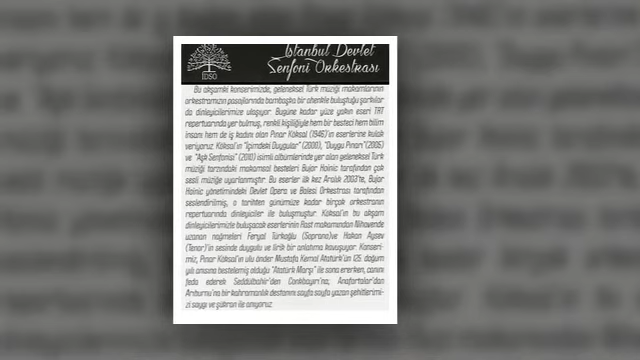 İstanbul Devlet
Senfoni Orkestrası
İDSO
Bu akşamki konserimizde, geleneksel Türk müziği makamlarının
orkestramızın pasajlarında bambaşka bir ahenkle buluştuğu şarkılar
da dinleyicilerimize ulaşıyor. Bugüne kadar yüze yakın eseri TRT
repertuarında yer bulmuş, renkli kişiliğiyle hem bir besteci hem bilim
insanı hem de iş kadını olan Pınar Köksal (1946)'ın eserlerine kulak
veriyoruz. Köksal'ın "İçimdeki Duygular" (2000), "Duygu Pınarı"(2005)
ve "Aşk Senfonisi" (2010) isimli albümlerinde yer alan geleneksel Türk
müziği tarzındaki makamsal besteleri Bujor Hoinic tarafından çok
sesli müziğe uyarlanmıştır. Bu eserler ilk kez Aralık 2003'te, Bujor
Hoinic yönetimindeki Devlet Opera ve Balesi Orkestrası tarafından
seslendirilmiş, o tarihten günümüze kadar birçok orkestranın
repertuarında dinleyiciler ile buluşmuştur. Köksal'ın bu akşam
dinleyicilerimizle buluşacak eserlerinin Rast makamından Nihavende
uzanan nağmeleri Feryal Türkoğlu (Soprano)ve Hakan Aysev
(Tenor)'in sesinde duygulu ve lirik bir anlatıma kavuşuyor. Konseri-
miz, Pınar Köksal'ın ulu önder Mustafa Kemal Atatürk'ün 125. doğum
yılı anısına bestelemiş olduğu "Atatürk Marşı" ile sona ererken, canını
feda ederek Seddülbahir'den Conkbayırı'na; Anafartalar'dan
Arıburnu'na bir kahramanlık destanını sayfa sayfa yazan şehitlerimi-
zi saygı ve şükran ile anıyoruz.